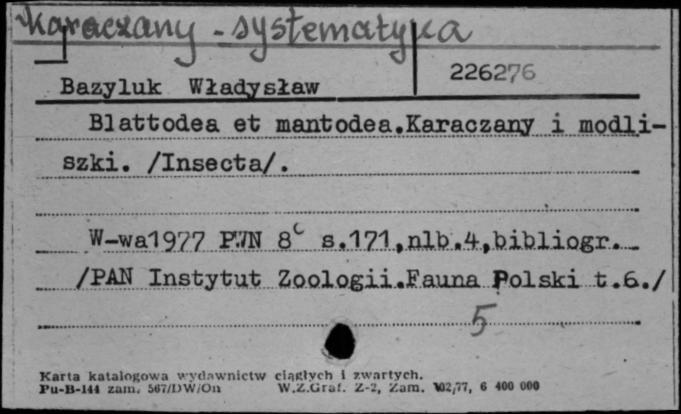 Karaczany - systematyka
Bazyluk Władysław
226276
Blattodea et mantodea.Karaczany i modli-
szki. /Insecta/.
W-wa1977 PWN 8° s.171,nlb.4,bibliogr.
/PAN Instytut Zoologii.Fauna Polski t.6./
5
Karta katalogowa wydawnictw ciągłych i zwartych.
Pu-B-144 zam. 567/DW/On W.Z.Graf. Z-2, Zam. 102,77, 6 400 000